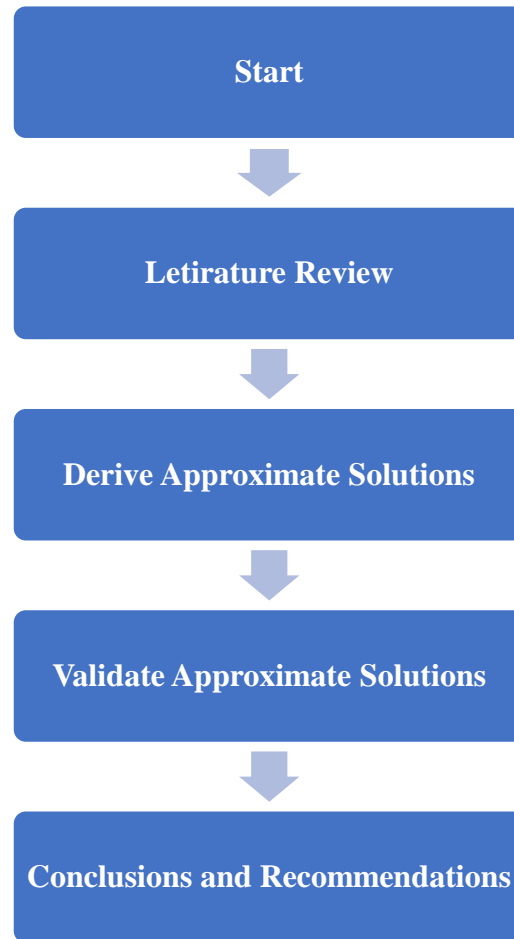 Start
Letirature Review
Derive Approximate Solutions
Validate Approximate Solutions
Conclusions and Recommendations